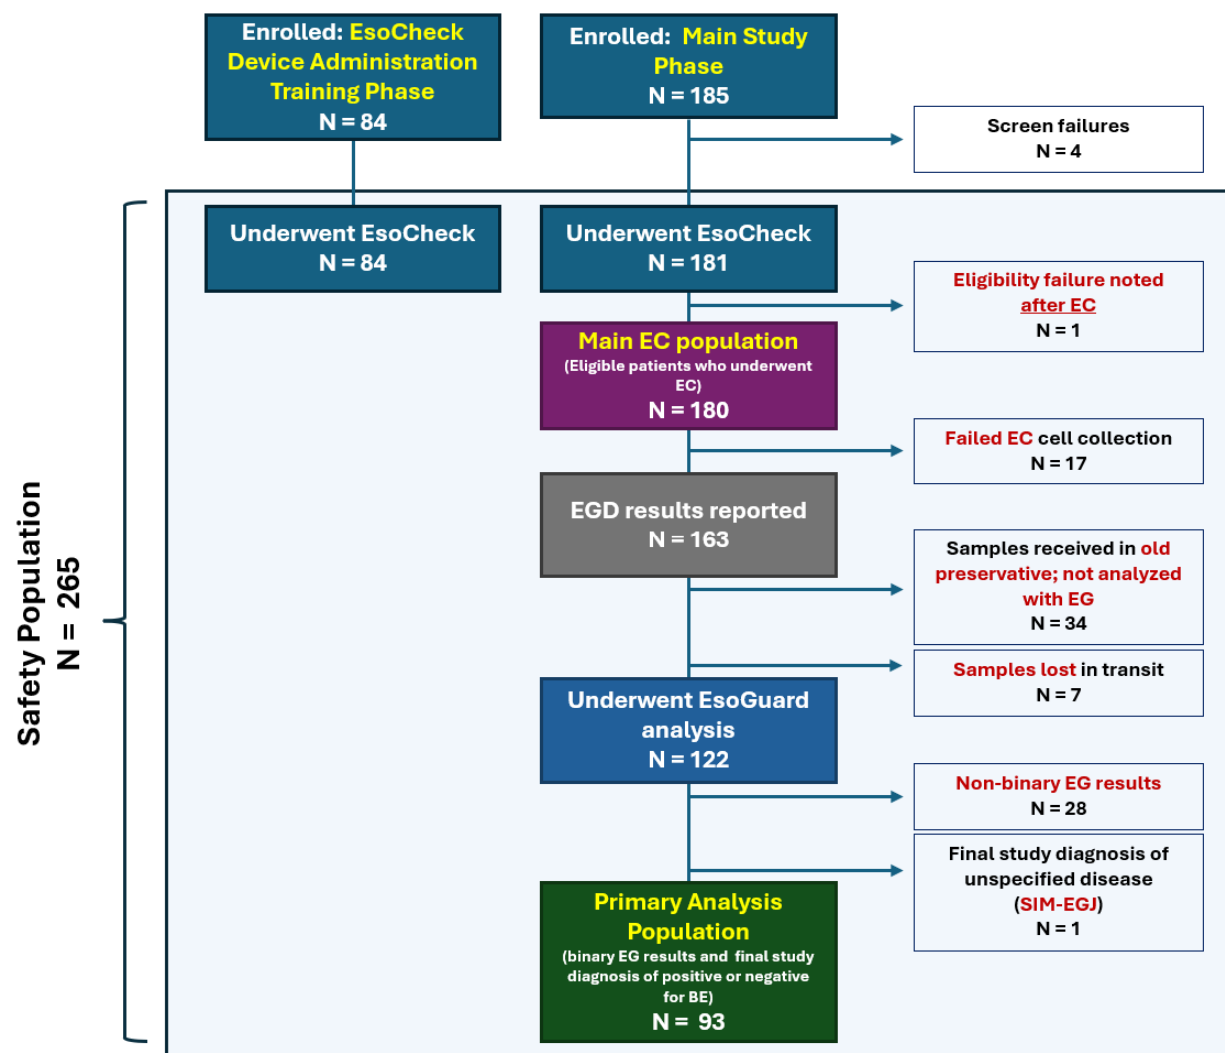 Enrolled: EsoCheck
Device Administration
Training Phase
N = 84
Enrolled:  Main Study
Phase
N = 185
Screen failures
N = 4
Safety Population
N = 265
Underwent EsoCheck
N = 84
Underwent EsoCheck
N = 181
Eligibility failure noted
after EC
N = 1
Main EC population
(Eligible patients who underwent
EC)
N = 180
Failed EC cell collection
N = 17
EGD results reported
N = 163
Samples received in old
preservative; not analyzed
with EG
N = 34
Samples lost in transit
N = 7
Underwent EsoGuard
analysis
N = 122
Non-binary EG results
N = 28
Final study diagnosis of
unspecified disease
(SIM-EGJ)
N = 1
Primary Analysis
Population
(binary EG results and  final study
diagnosis of positive or negative
for BE)
N =  93